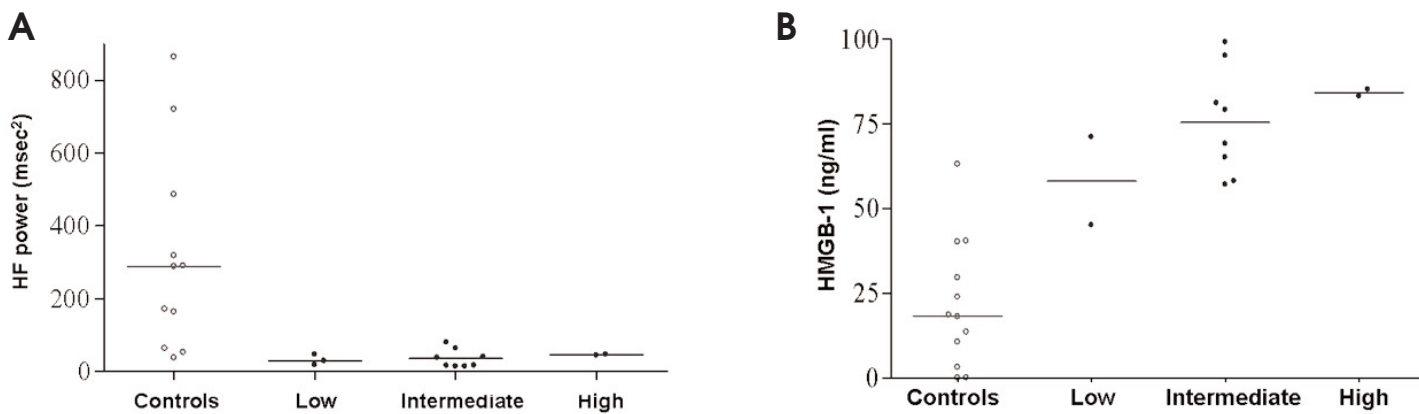 A
HF power (msec²)
800
600
400
200
0
Controls Low Intermediate High
B
HMGB-1 (ng/ml)
100
75
50
25
0
Controls Low Intermediate High